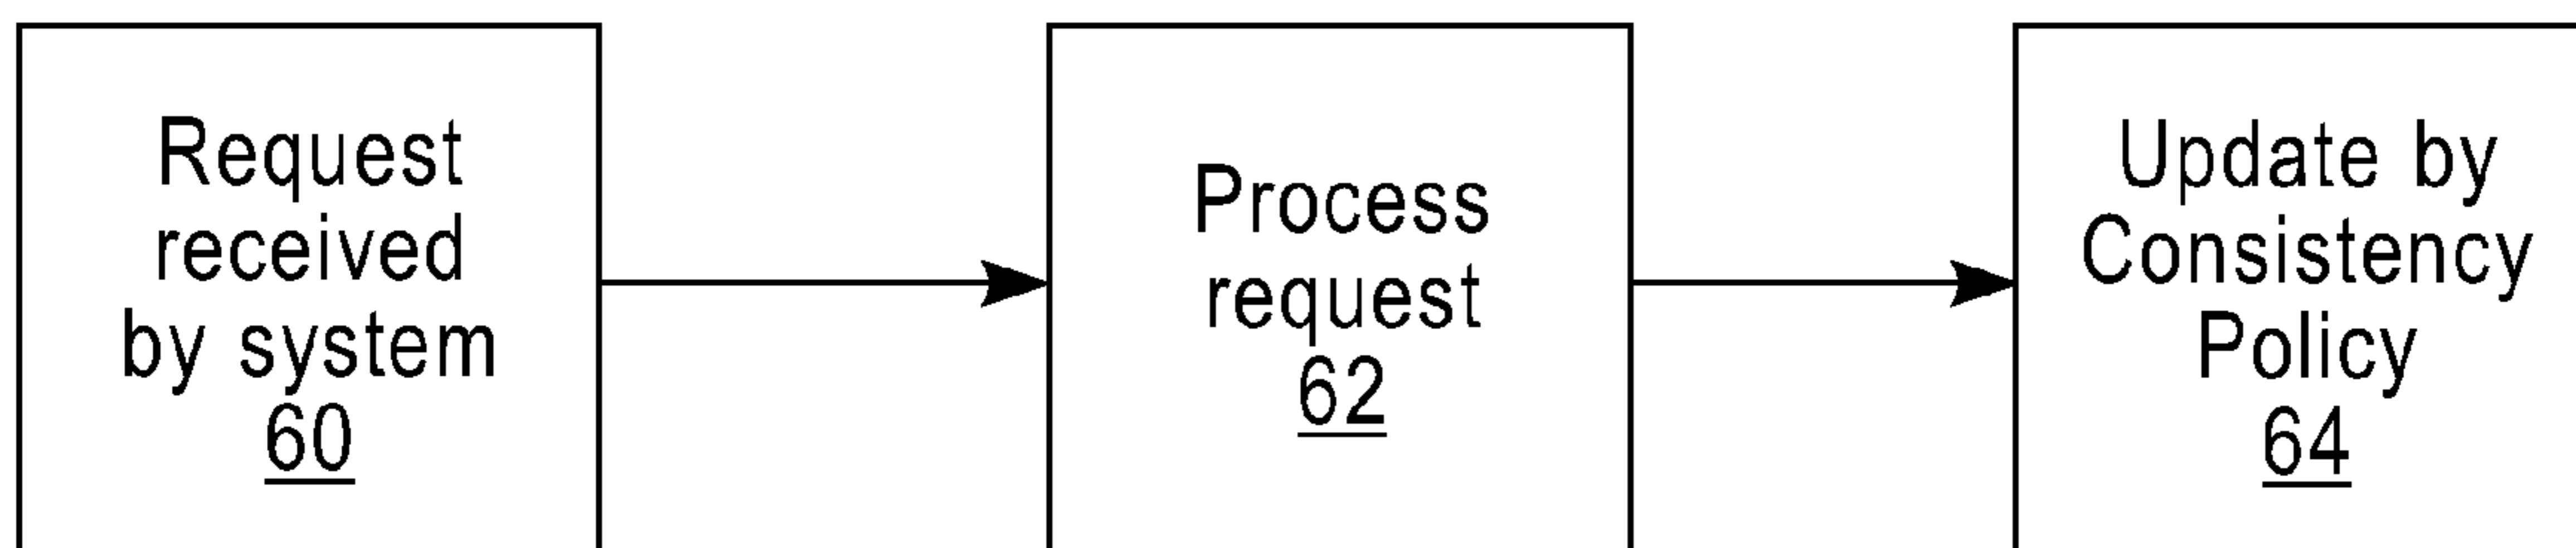 Request
received
by system
60
Process
request
62
Update by
Consistency
Policy
64